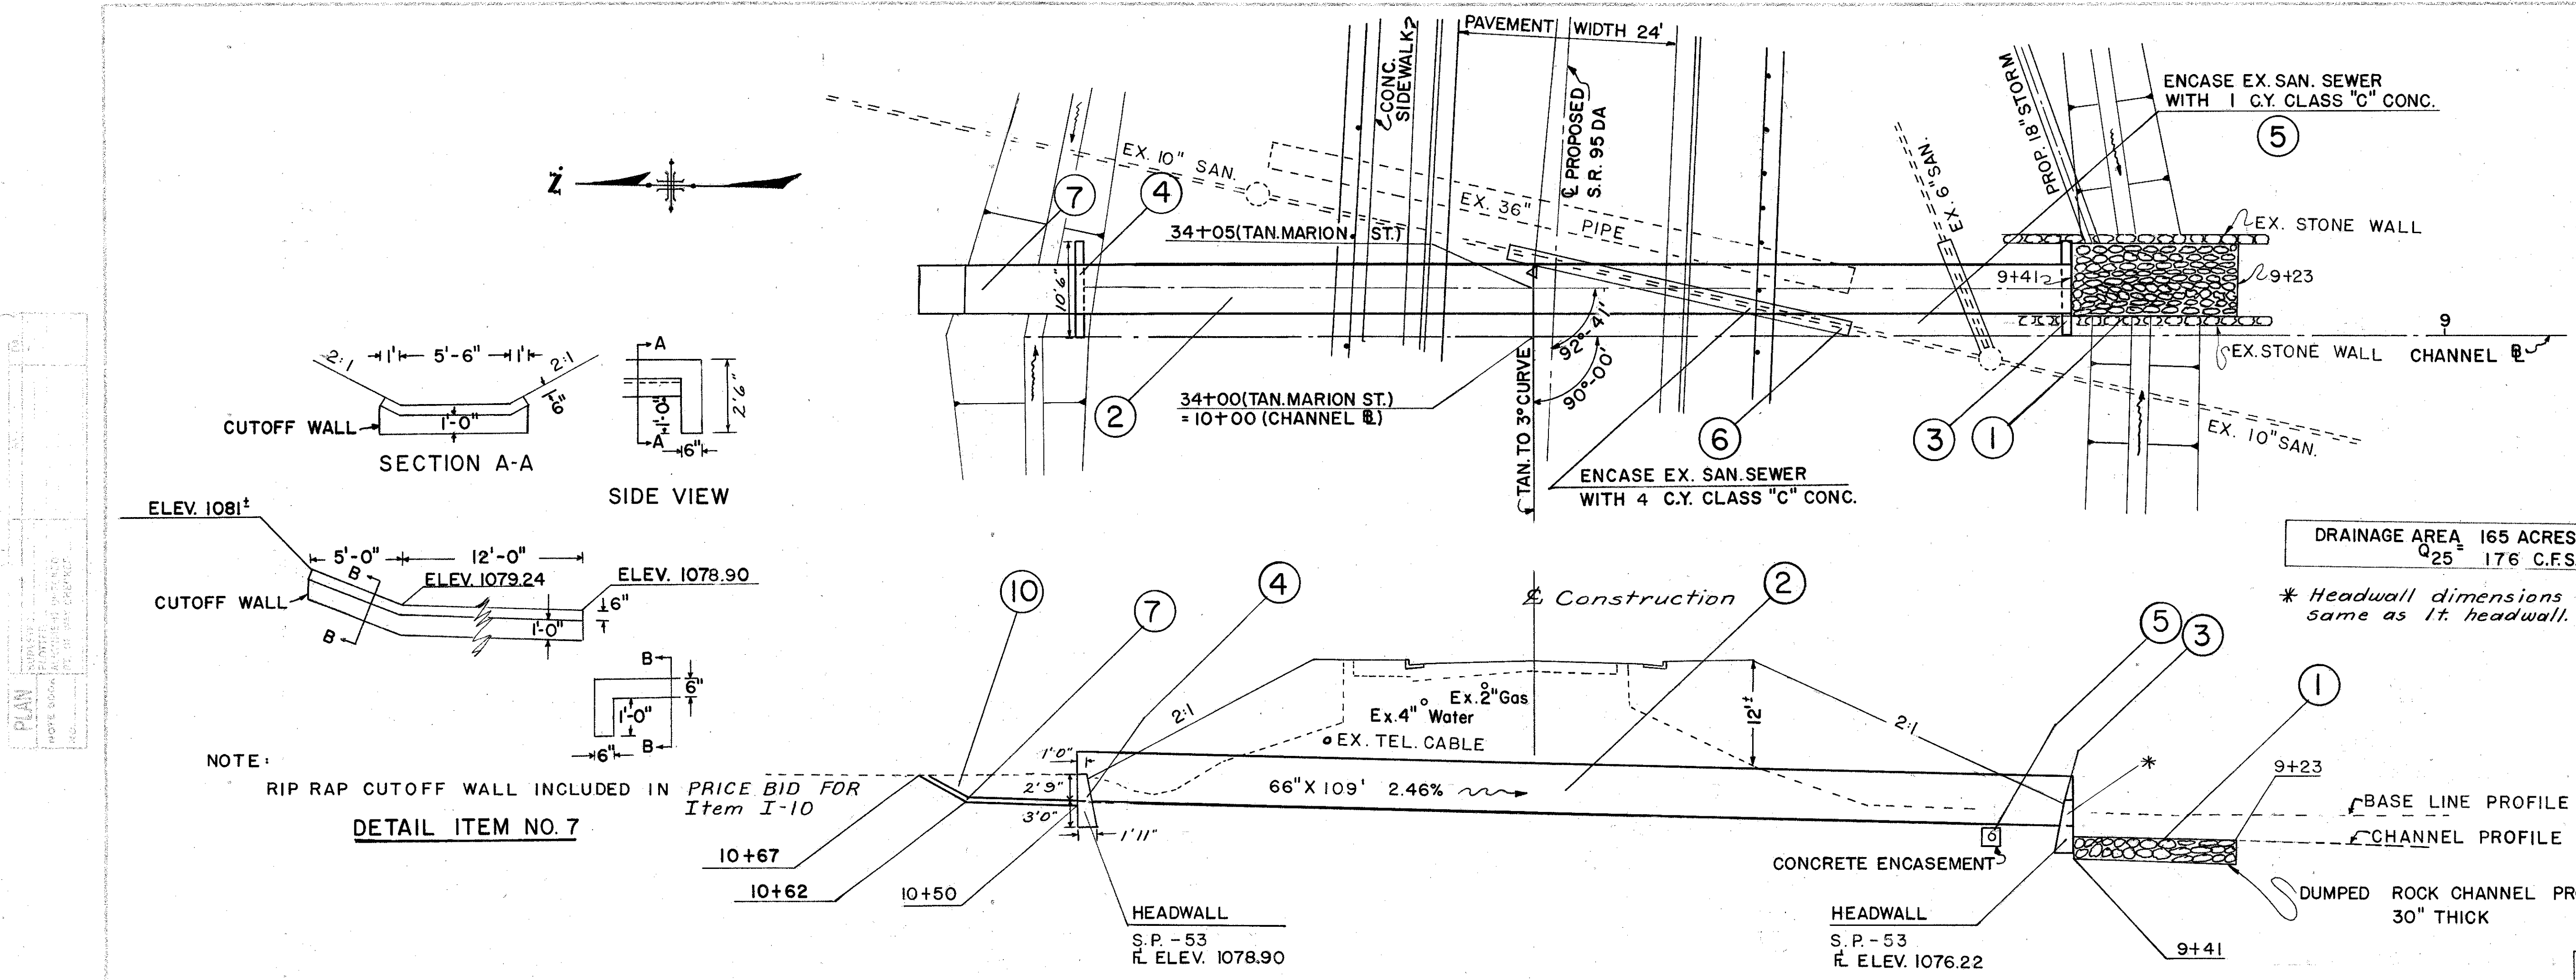 PAVEMENT WIDTH 24'
CONC.
SIDEWALK
℄ PROPOSED
S.R. 95 DA
PROP. 18" STORM
ENCASE EX. SAN. SEWER
WITH 1 C.Y. CLASS "C" CONC.
5
EX. 10" SAN.
EX. 36"
PIPE
EX. 6" SAN.
7
4
34+05(TAN. MARION ST.)
EX. STONE WALL
9+41
9+23
10'-9"
9
2
92°-41'
90°-00'
EX. STONE WALL
CHANNEL ℄
34+00(TAN. MARION ST.)
= 10+00 (CHANNEL ℄)
TAN. TO 3° CURVE
6
3
1
EX. 10" SAN.
ENCASE EX. SAN. SEWER
WITH 4 C.Y. CLASS "C" CONC.
N
2:1
1'
5'-6"
1'
2:1
6"
CUTOFF WALL
1'-0"
SECTION A-A
A
1'-0"
2'6"
A
6"
SIDE VIEW
ELEV. 1081±
5'-0"
12'-0"
B
ELEV. 1079.24
ELEV. 1078.90
CUTOFF WALL
6"
1'-0"
B
B
6"
1'-0"
6"
B
NOTE:
RIP RAP CUTOFF WALL INCLUDED IN PRICE BID FOR
Item I-10
DETAIL ITEM NO. 7
DRAINAGE AREA 165 ACRES
Q25 = 176 C.F.S.
* Headwall dimensions
same as lt. headwall.
10
7
4
℄ Construction
2
5
3
1
2:1
Ex. 2" Gas
Ex. 4" Water
EX. TEL. CABLE
12'±
2:1
*
1'0"
2'9"
3'0"
1'11"
66" X 109' 2.46%
9+23
BASE LINE PROFILE
CHANNEL PROFILE
10+67
10+62
10+50
CONCRETE ENCASEMENT
HEADWALL
S.P. - 53
℄ ELEV. 1078.90
HEADWALL
S.P. - 53
℄ ELEV. 1076.22
9+41
DUMPED ROCK CHANNEL PR
30" THICK
PLAN
NOTE BOOK
NO.